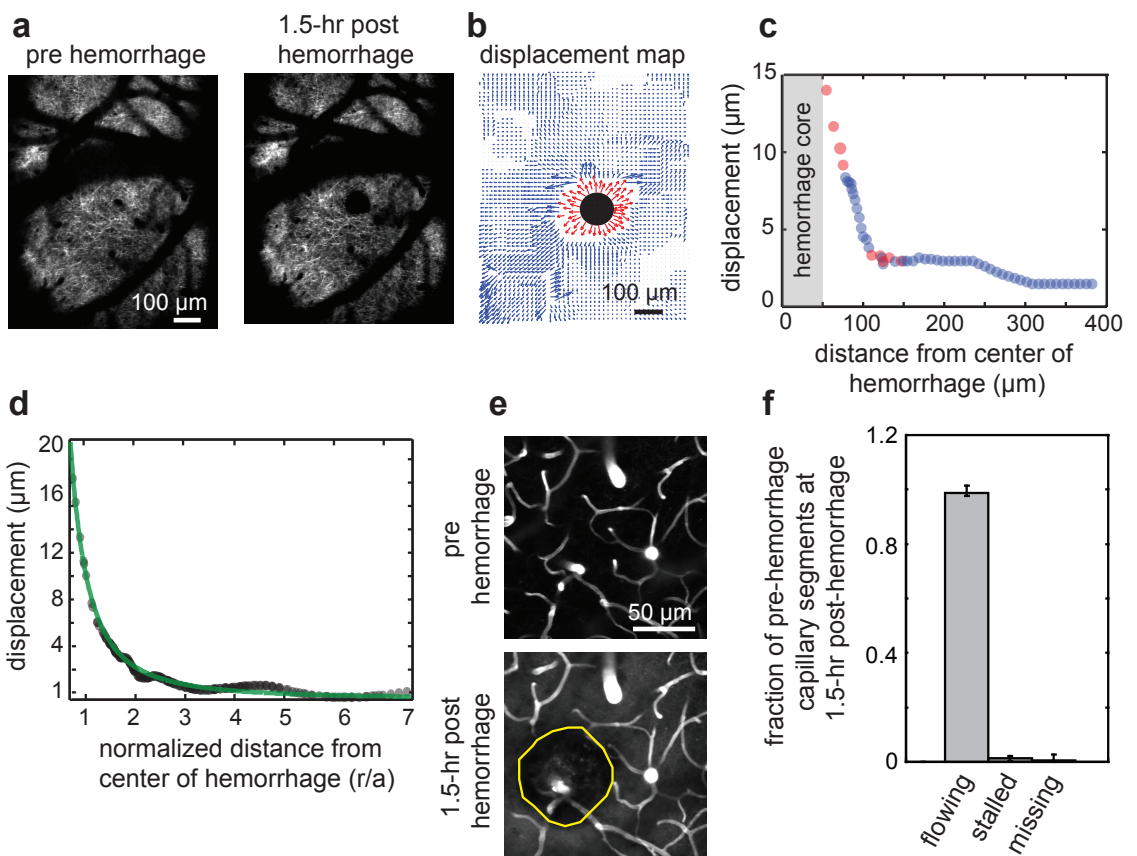 a
pre hemorrhage
1.5-hr post
hemorrhage
100 µm
b
displacement map
100 µm
c
displacement (µm)
15
10
5
0
hemorrhage core
0
100
200
300
400
distance from center of
hemorrhage (µm)
d
displacement (µm)
20
16
12
8
4
1
1
2
3
4
5
6
7
normalized distance from
center of hemorrhage (r/a)
e
pre
hemorrhage
50 µm
1.5-hr post
hemorrhage
f
fraction of pre-hemorrhage
capillary segments at
1.5-hr post-hemorrhage
1.2
0.8
0.4
0
flowing
stalled
missing